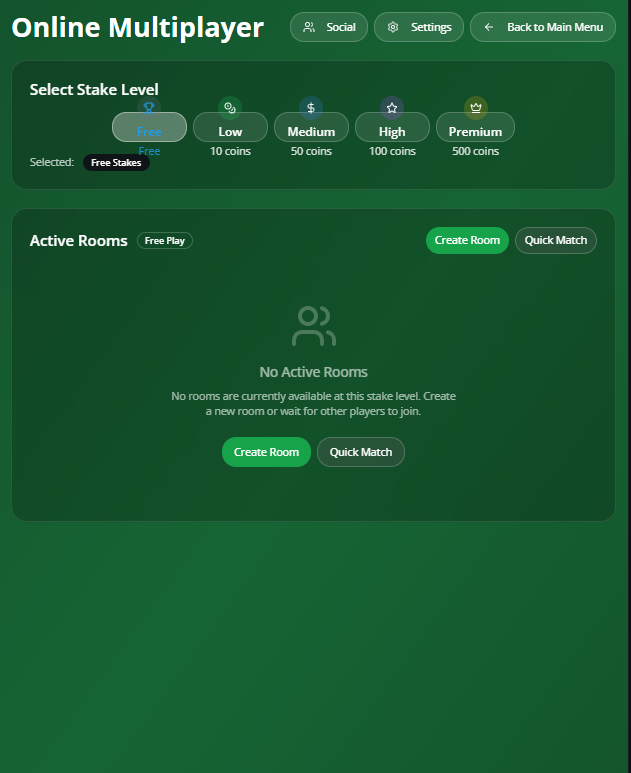 Online Multiplayer
Social
Settings
Back to Main Menu
Select Stake Level
Free
Low
Medium
High
Premium
Free
10 coins
50 coins
100 coins
500 coins
Selected:
Free Stakes
Active Rooms
Free Play
Create Room
Quick Match
No Active Rooms
No rooms are currently available at this stake level. Create
a new room or wait for other players to join.
Create Room
Quick Match